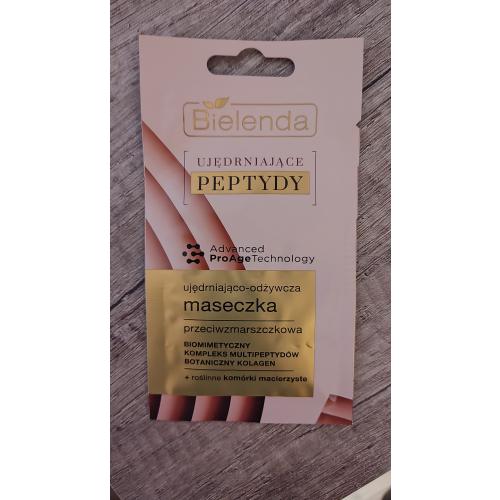 Bielenda
UJĘDRNIAJĄCE
PEPTYDY
Advanced
ProAgeTechnology
ujędrniająco-odżywcza
maseczka
przeciwzmarszczkowa
BIOMIMETYCZNY
KOMPLEKS MULTIPEPTYDÓW
BOTANICZNY KOLAGEN
+ roślinne komórki macierzyste